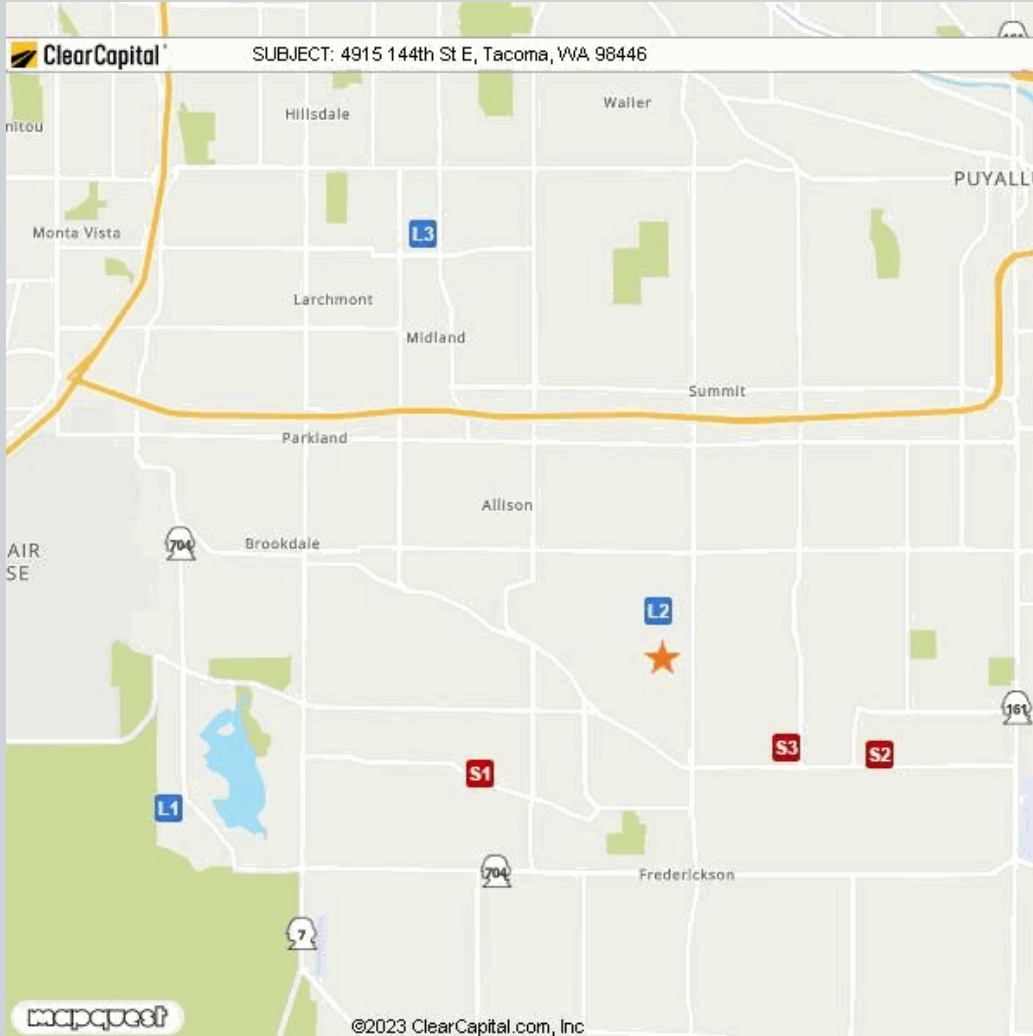 ClearCapital SUBJECT: 4915 144th St E, Tacoma, WA 98446
Waller
Hillsdale
nitou
PUYALLU
Monta Vista
L3
Larchmont
Midland
Summit
Parkland
Allison
704
Brookdale
AIR
SE
L2
161
S3
S2
S1
L1
704
Frederickson
7
mapquest
©2023 ClearCapital.com, Inc